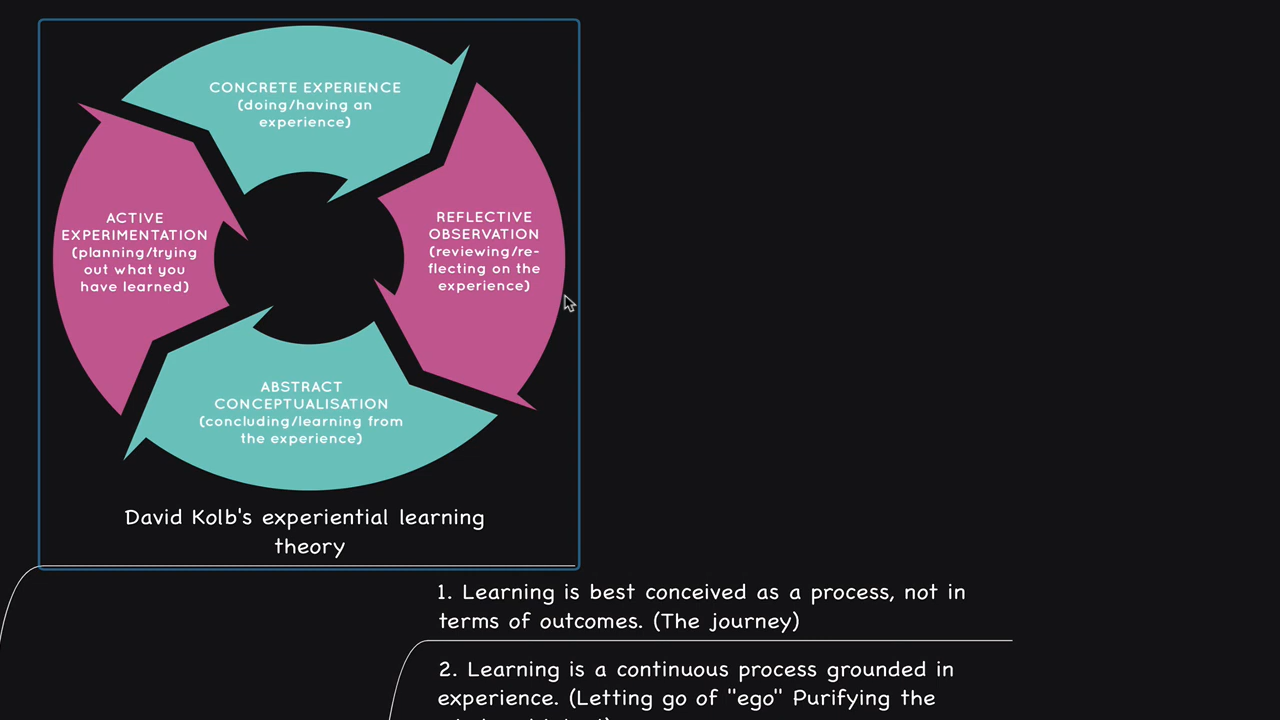 CONCRETE EXPERIENCE
(doing/having an
experience)
ACTIVE
EXPERIMENTATION
(planning/trying
out what you
have learned)
REFLECTIVE
OBSERVATION
(reviewing/re-
flecting on the
experience)
ABSTRACT
CONCEPTUALISATION
(concluding/learning from
the experience)
David Kolb's experiential learning
theory
1. Learning is best conceived as a process, not in
terms of outcomes. (The journey)
2. Learning is a continuous process grounded in
experience. (Letting go of "ego" Purifying the